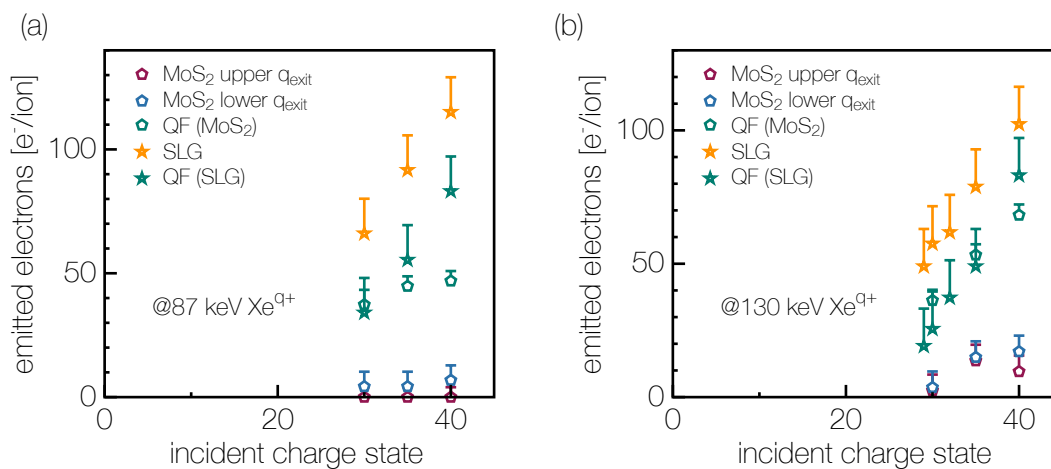 (a)
emitted electrons [e⁻/ion]
100
50
0
MoS₂ upper qexit
MoS₂ lower qexit
QF (MoS₂)
SLG
QF (SLG)
@87 keV Xeq+
0
20
40
incident charge state
(b)
emitted electrons [e⁻/ion]
100
50
0
MoS₂ upper qexit
MoS₂ lower qexit
QF (MoS₂)
SLG
QF (SLG)
@130 keV Xeq+
0
20
40
incident charge state